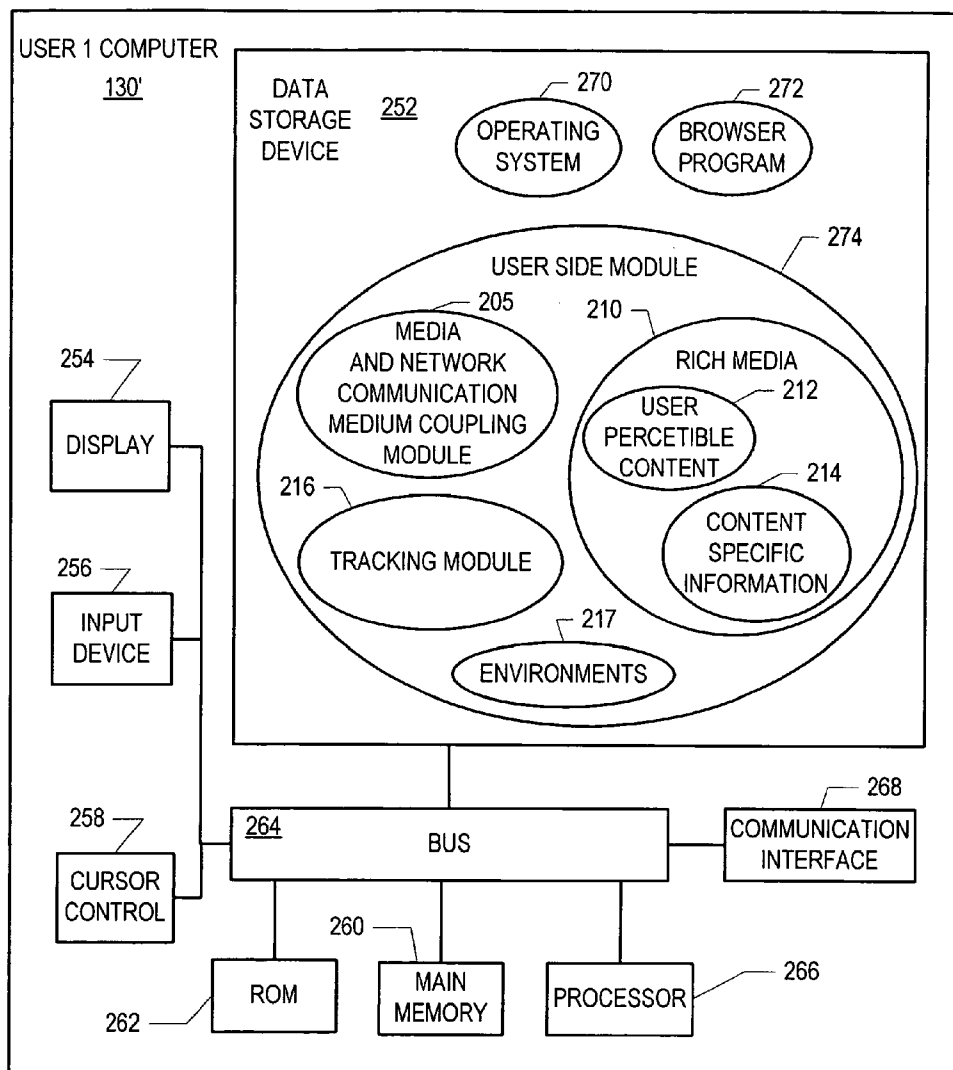 USER 1 COMPUTER
130'
DATA
STORAGE
DEVICE
252
270
OPERATING
SYSTEM
272
BROWSER
PROGRAM
274
USER SIDE MODULE
205
MEDIA
AND NETWORK
COMMUNICATION
MEDIUM COUPLING
MODULE
210
RICH MEDIA
212
USER
PERCETIBLE
CONTENT
214
CONTENT
SPECIFIC
INFORMATION
216
TRACKING MODULE
217
ENVIRONMENTS
254
DISPLAY
256
INPUT
DEVICE
258
CURSOR
CONTROL
264
BUS
268
COMMUNICATION
INTERFACE
262
ROM
260
MAIN
MEMORY
266
PROCESSOR